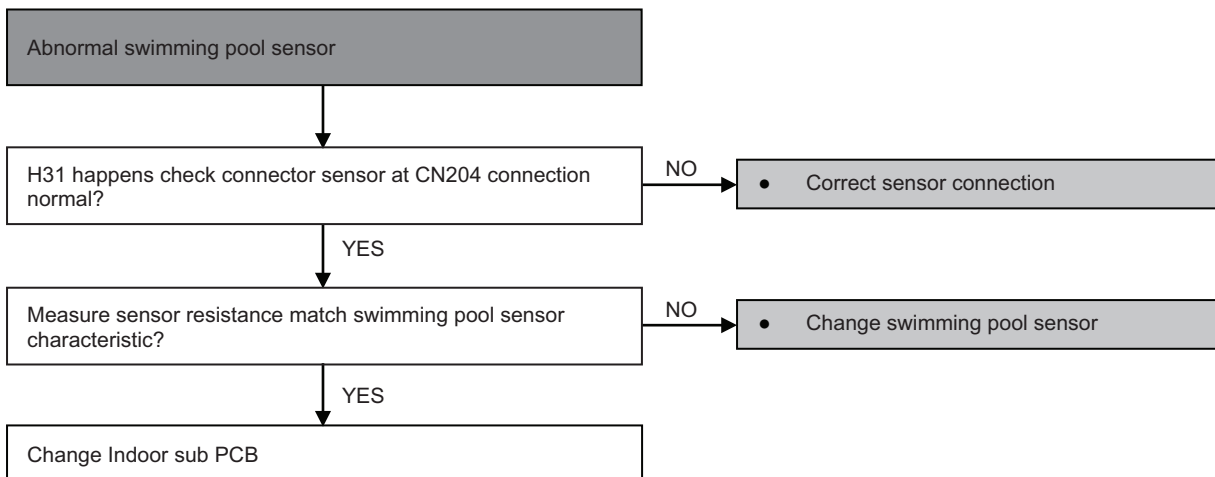 Abnormal swimming pool sensor
H31 happens check connector sensor at CN204 connection
normal?
NO
• Correct sensor connection
YES
Measure sensor resistance match swimming pool sensor
characteristic?
NO
• Change swimming pool sensor
YES
Change Indoor sub PCB